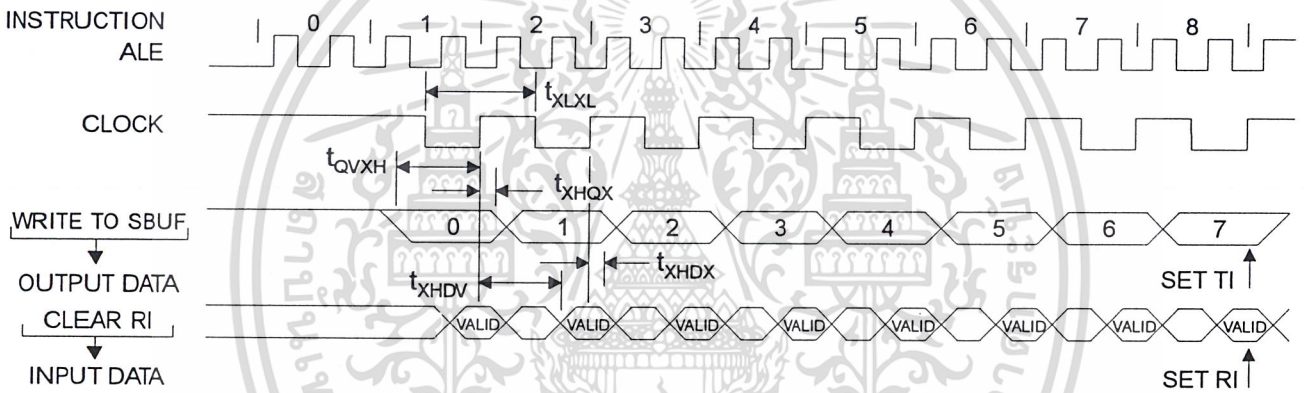 INSTRUCTION 0 1 2 3 4 5 6 7 8
ALE
tXLXL
CLOCK
tQVXH
tXHQX
WRITE TO SBUF
0 1 2 3 4 5 6 7
OUTPUT DATA
tXHDX
SET TI
tXHDV
CLEAR RI
VALID VALID VALID VALID VALID VALID VALID VALID
INPUT DATA
SET RI